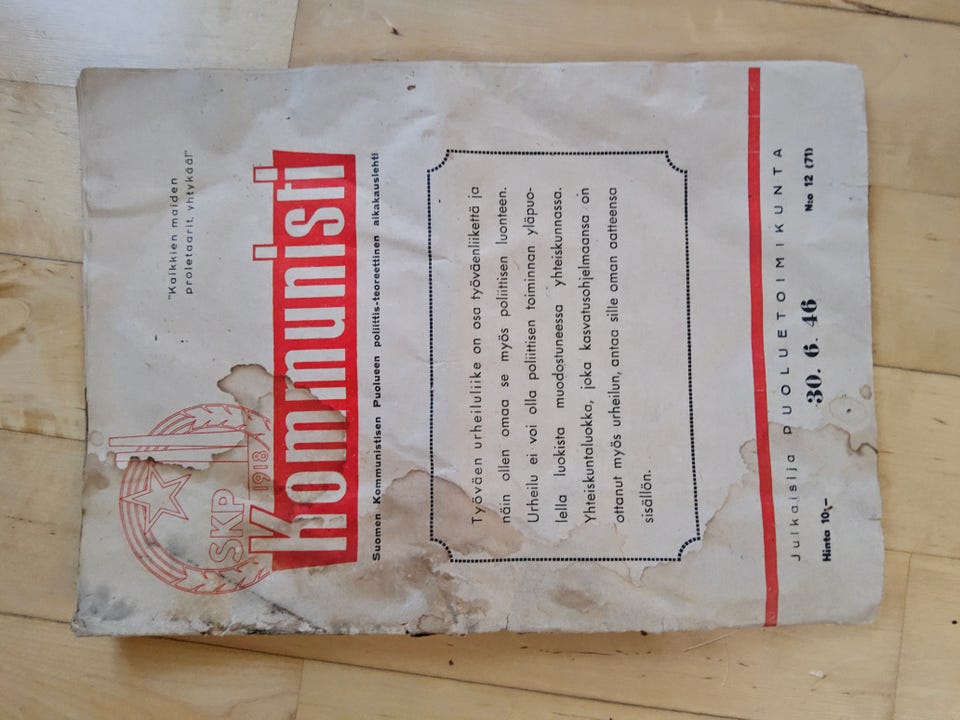 "Kaikkien maiden
proletaarit, yhtykää!"
SKP
1918
Kommunisti
Suomen Kommunistisen Puolueen poliittis-teoreettinen aikakauslehti
Työväen urheiluliike on osa työväenliikettä ja
näin ollen omaa se myös poliittisen luonteen.
Urheilu ei voi olla poliittisen toiminnan yläpuo-
lella luokista muodostuneessa yhteiskunnassa.
Yhteiskuntaluokka, joka kasvatusohjelmaansa on
ottanut myös urheilun, antaa sille oman aatteensa
sisällön.
Julkaisija PUOLUETOIMIKUNTA
Hinta 10,- 30. 6. 46 N:o 12 (71)